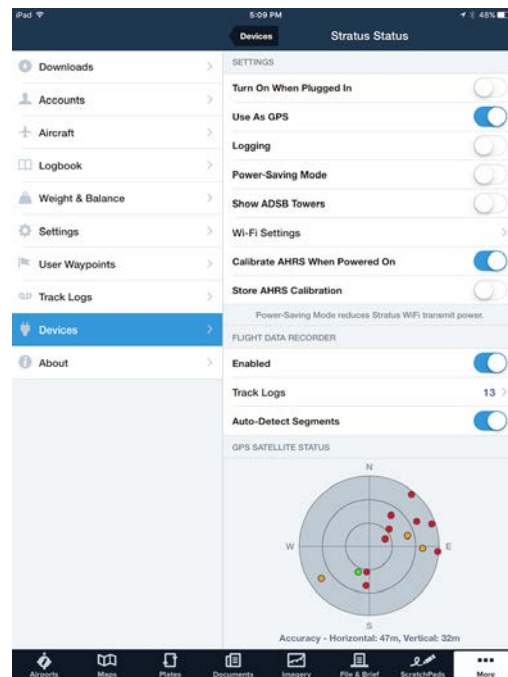 iPad 5:09 PM 48%
Devices Stratus Status
Downloads
Accounts
Aircraft
Logbook
Weight & Balance
Settings
User Waypoints
Track Logs
Devices
About
SETTINGS
Turn On When Plugged In
Use As GPS
Logging
Power-Saving Mode
Show ADSB Towers
Wi-Fi Settings
Calibrate AHRS When Powered On
Store AHRS Calibration
Power-Saving Mode reduces Stratus WiFi transmit power.
FLIGHT DATA RECORDER
Enabled
Track Logs 13
Auto-Detect Segments
GPS SATELLITE STATUS
N
W E
S
Accuracy - Horizontal: 47m, Vertical: 32m
Airports Maps Plates Documents Imagery File & Brief ScratchPads More